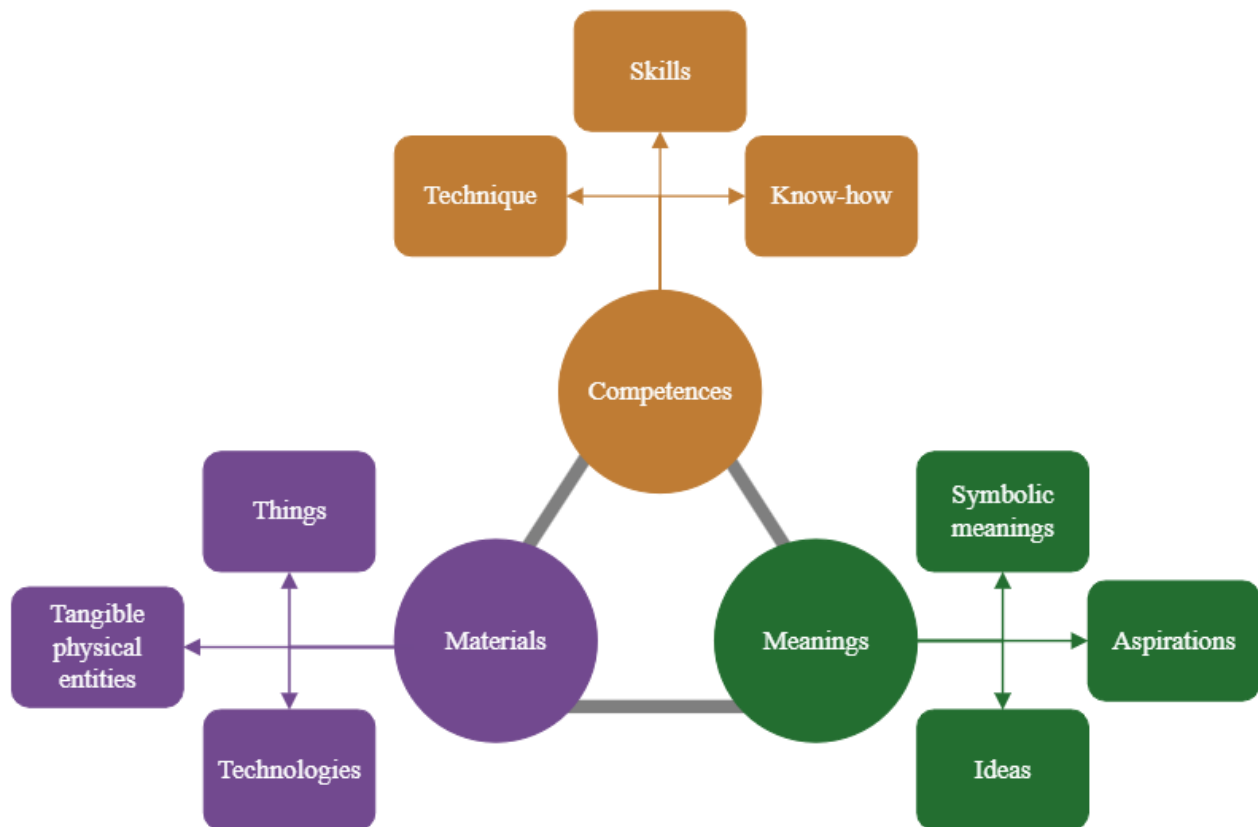 Skills
Technique
Know-how
Competences
Things
Tangible
physical
entities
Technologies
Materials
Meanings
Symbolic
meanings
Aspirations
Ideas